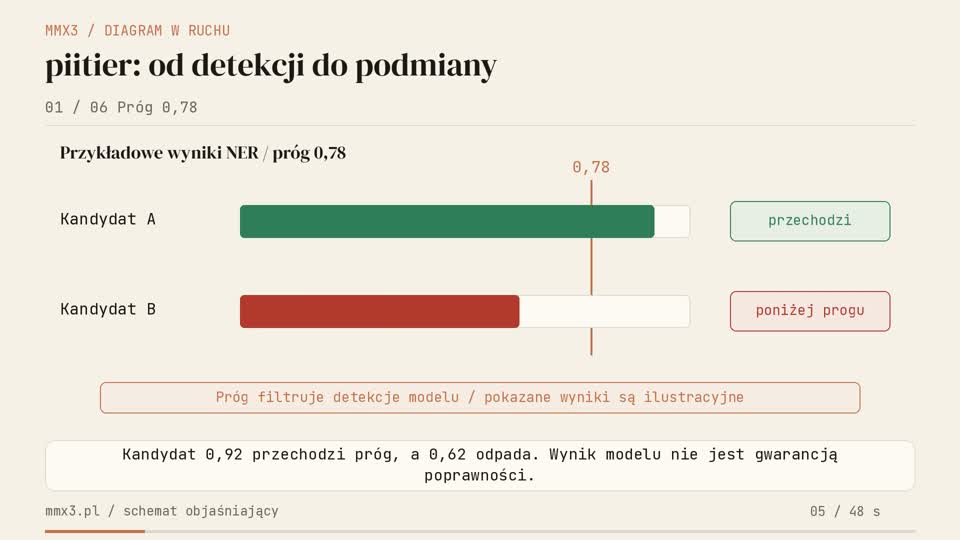 MMX3 / DIAGRAM W RUCHU
piitier: od detekcji do podmiany
01 / 06 Próg 0,78
Przykładowe wyniki NER / próg 0,78
0,78
Kandydat A
przechodzi
Kandydat B
poniżej progu
Próg filtruje detekcje modelu / pokazane wyniki są ilustracyjne
Kandydat 0,92 przechodzi próg, a 0,62 odpada. Wynik modelu nie jest gwarancją
poprawności.
mmx3.pl / schemat objaśniający
05 / 48 s